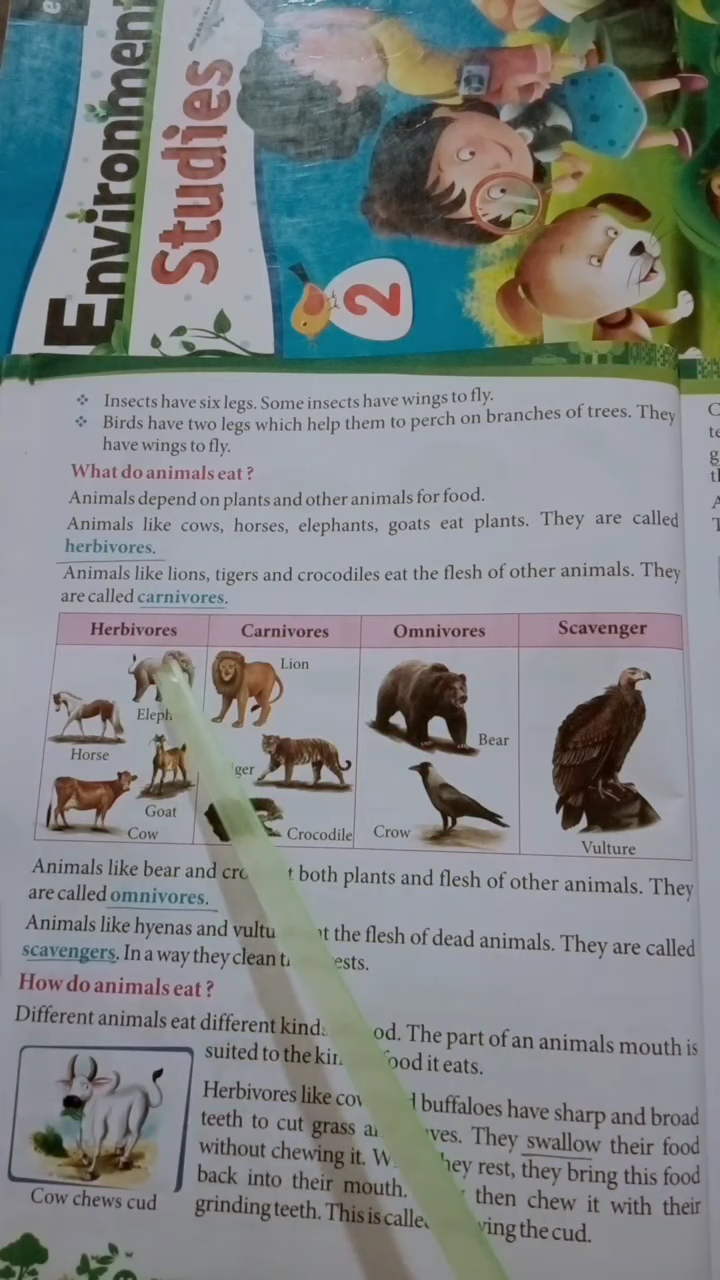 Environment
Studies
2
❖ Insects have six legs. Some insects have wings to fly.
❖ Birds have two legs which help them to perch on branches of trees. They
have wings to fly.
What do animals eat ?
Animals depend on plants and other animals for food.
Animals like cows, horses, elephants, goats eat plants. They are called
herbivores.
Animals like lions, tigers and crocodiles eat the flesh of other animals. They
are called carnivores.
Herbivores Carnivores Omnivores Scavenger
Lion
Eleph
Horse
Bear
ger
Goat
Cow
Crocodile
Crow
Vulture
Animals like bear and cro t both plants and flesh of other animals. They
are called omnivores.
Animals like hyenas and vultu t the flesh of dead animals. They are called
scavengers. In a way they clean ests.
How do animals eat ?
Different animals eat different kind od. The part of an animals mouth is
suited to the kin food it eats.
Herbivores like cow d buffaloes have sharp and broad
teeth to cut grass a ves. They swallow their food
without chewing it. W hey rest, they bring this food
back into their mouth. then chew it with their
grinding teeth. This is calle ving the cud.
Cow chews cud